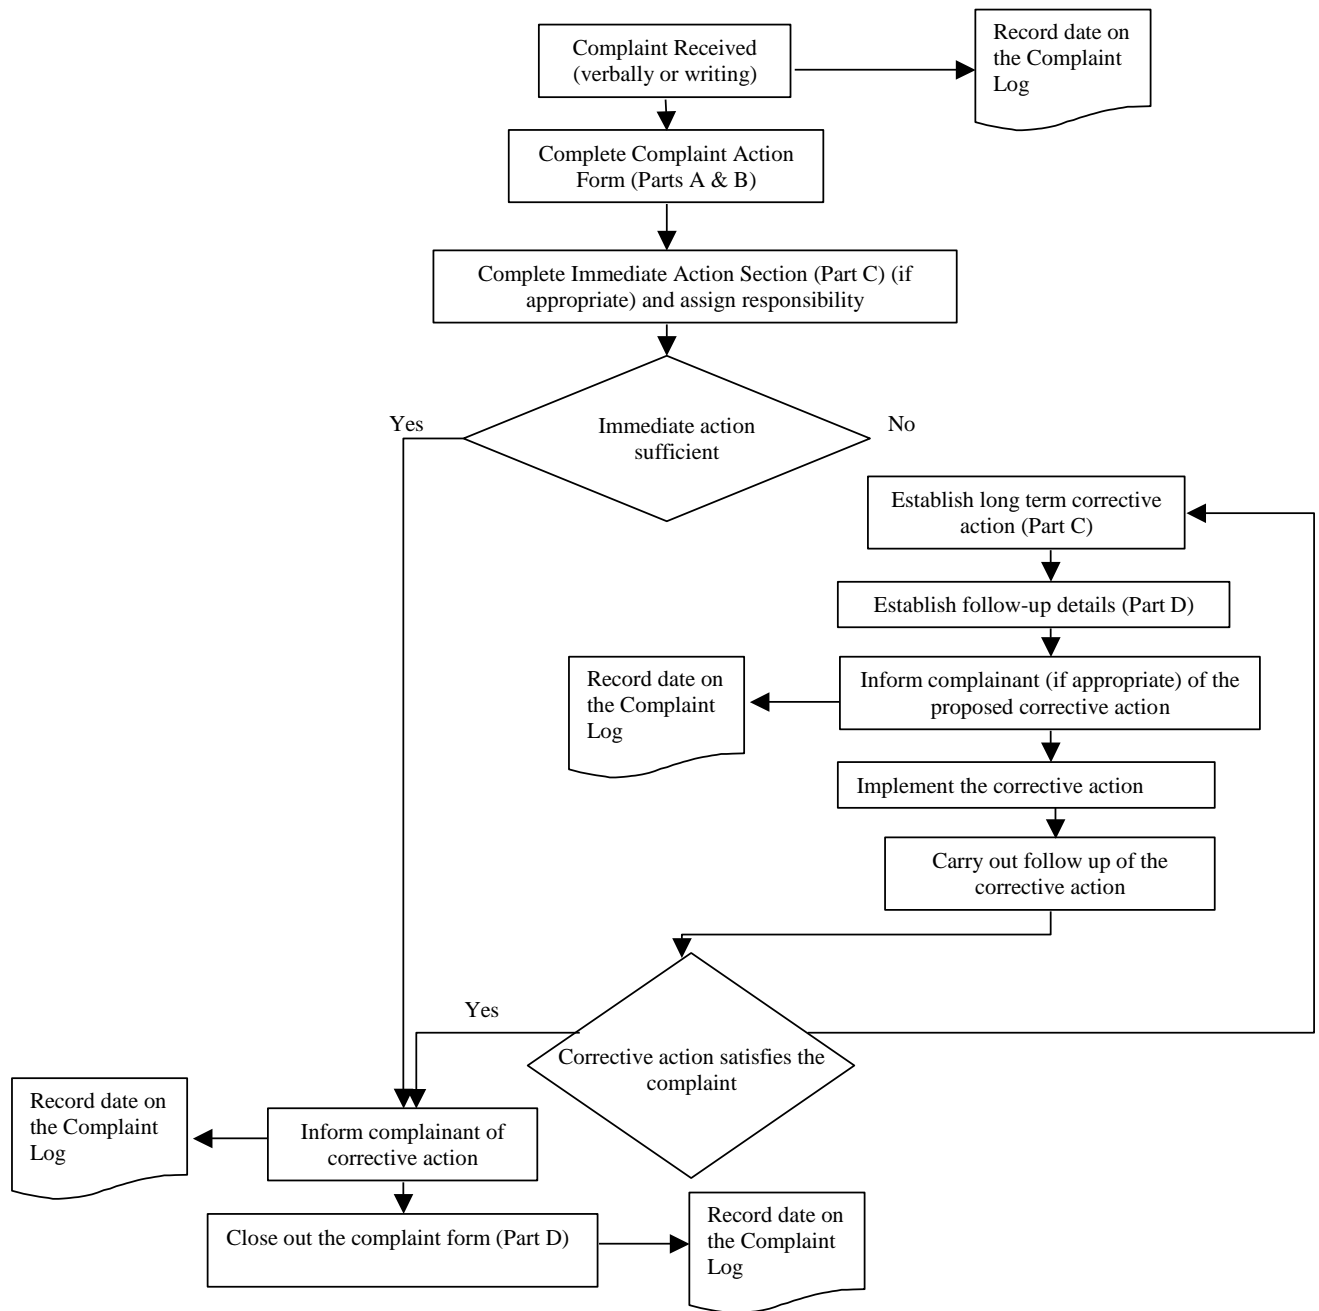 Complaint Received
(verbally or writing)
Record date on
the Complaint
Log
Complete Complaint Action
Form (Parts A & B)
Complete Immediate Action Section (Part C) (if
appropriate) and assign responsibility
Yes
Immediate action
sufficient
No
Establish long term corrective
action (Part C)
Establish follow-up details (Part D)
Record date on
the Complaint
Log
Inform complainant (if appropriate) of the
proposed corrective action
Implement the corrective action
Carry out follow up of the
corrective action
Yes
Corrective action satisfies the
complaint
Record date on
the Complaint
Log
Inform complainant of
corrective action
Close out the complaint form (Part D)
Record date on
the Complaint
Log